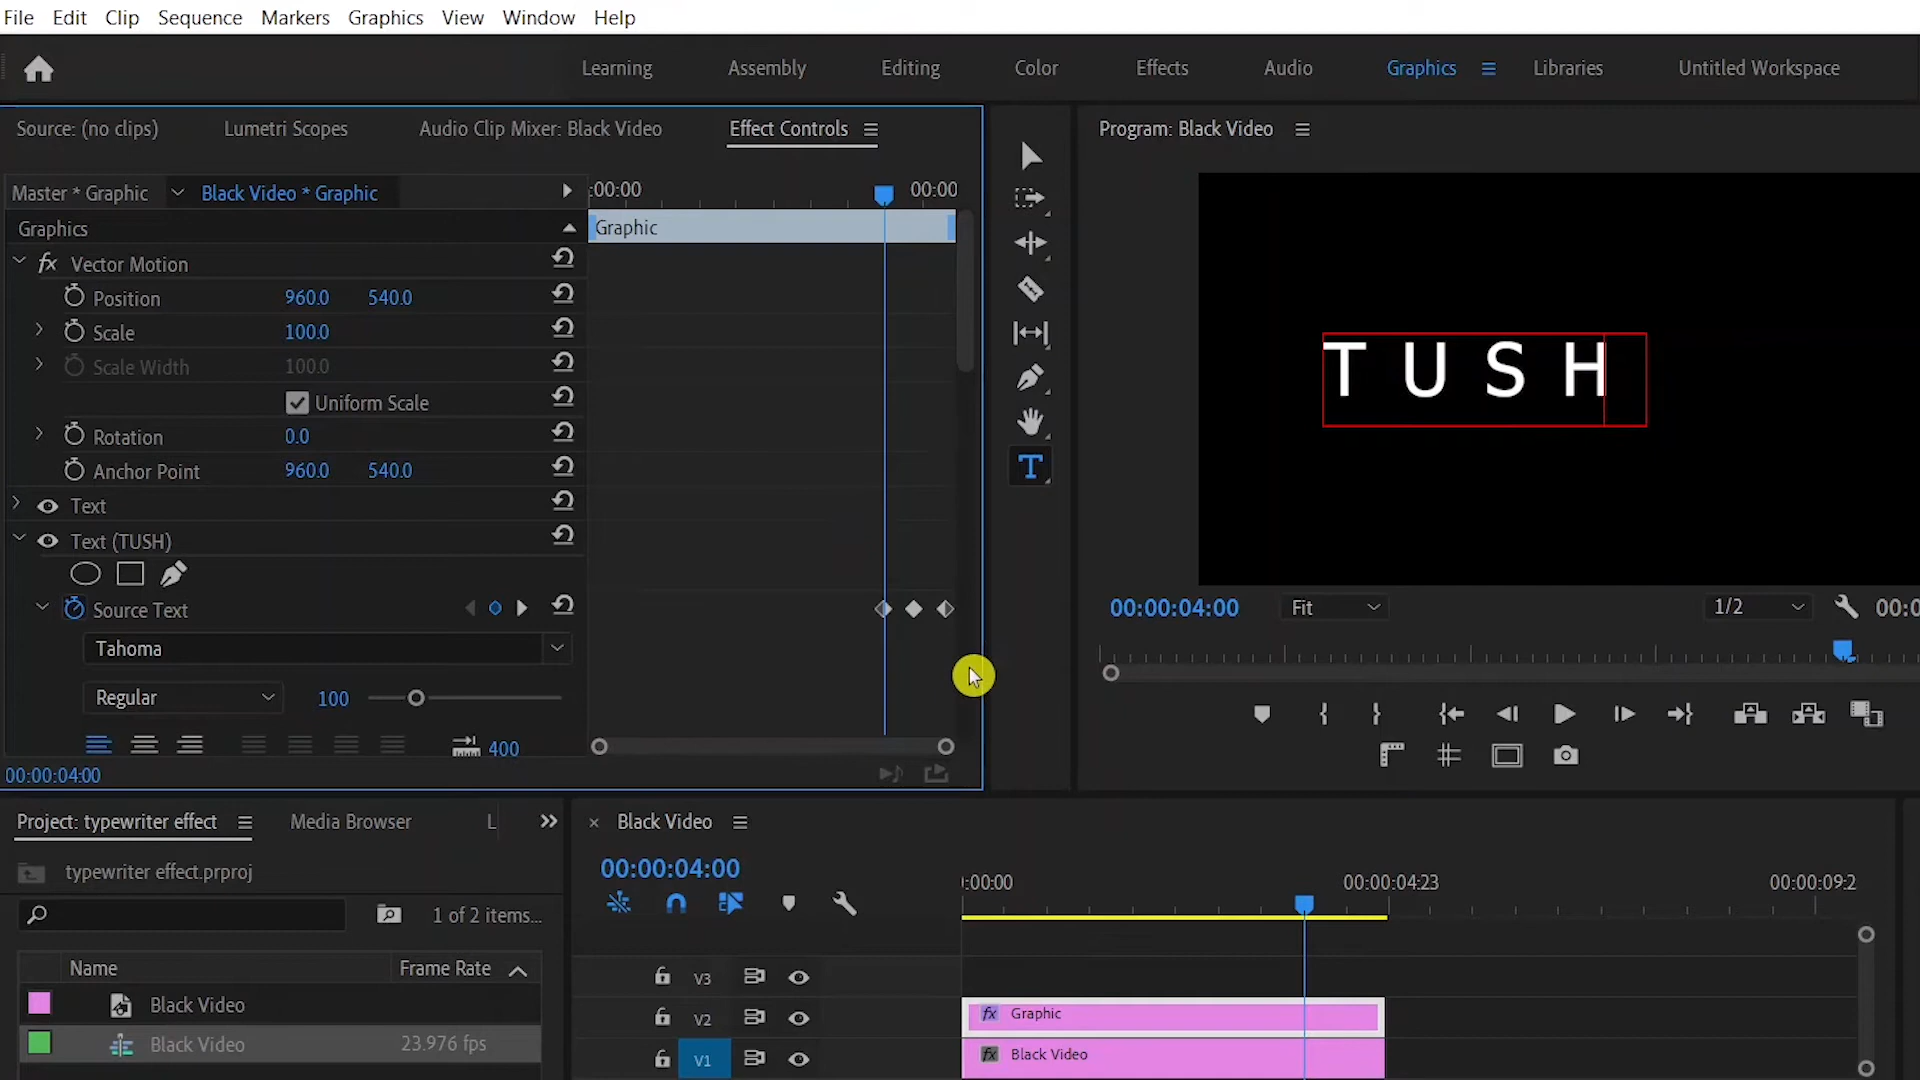 File Edit Clip Sequence Markers Graphics View Window Help
Learning Assembly Editing Color Effects Audio Graphics Libraries Untitled Workspace
Source: (no clips) Lumetri Scopes Audio Clip Mixer: Black Video Effect Controls
Program: Black Video
Master * Graphic Black Video * Graphic
:00:00 00:00
Graphics
Graphic
fx Vector Motion
Position 960.0 540.0
Scale 100.0
Scale Width 100.0
Uniform Scale
Rotation 0.0
Anchor Point 960.0 540.0
Text
Text (TUSH)
Source Text
Tahoma
Regular 100
400
00:00:04:00
T
T U S H
00:00:04:00 Fit 1/2 00:0
Project: typewriter effect Media Browser L
typewriter effect.prproj
1 of 2 items...
Name Frame Rate
Black Video
Black Video 23.976 fps
Black Video
00:00:04:00
:00:00 00:00:04:23 00:00:09:2
V3
V2 fx Graphic
V1 fx Black Video